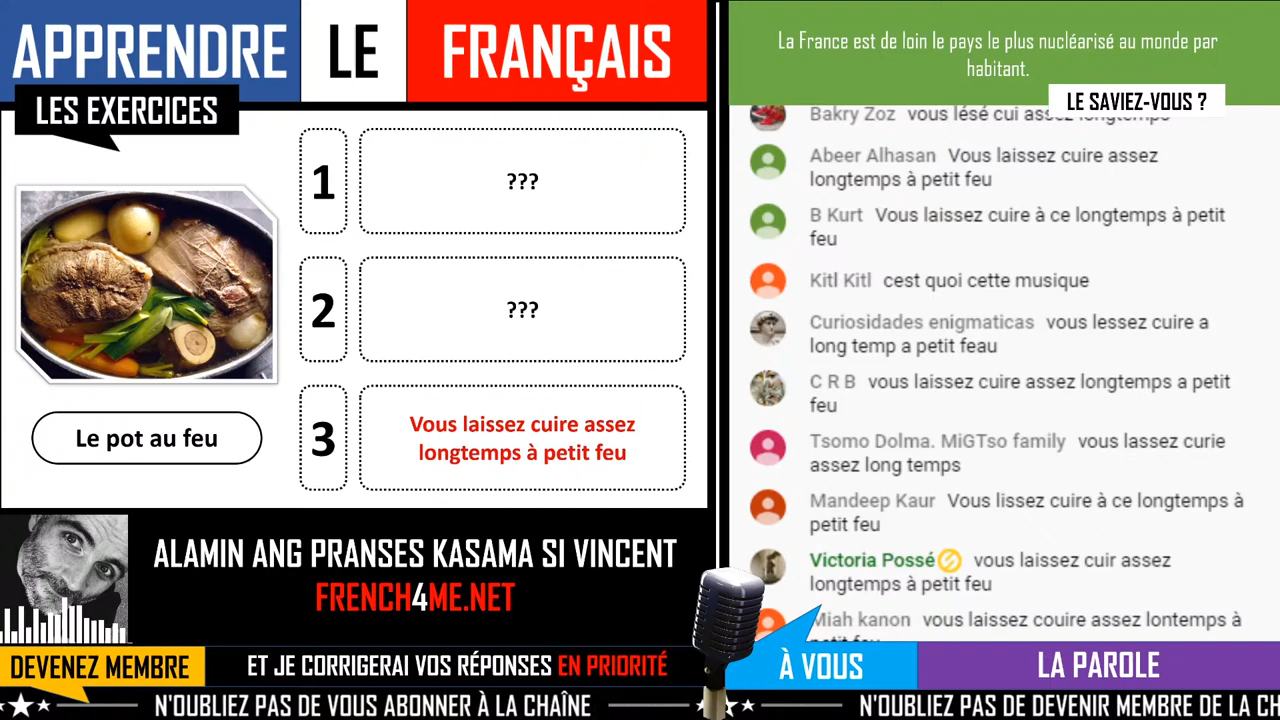 APPRENDRE LE FRANÇAIS
LES EXERCICES
1
???
2
???
3
Vous laissez cuire assez
longtemps à petit feu
Le pot au feu
ALAMIN ANG PRANSES KASAMA SI VINCENT
FRENCH4ME.NET
DEVENEZ MEMBRE
ET JE CORRIGERAI VOS RÉPONSES EN PRIORITÉ
N'OUBLIEZ PAS DE VOUS ABONNER À LA CHAÎNE
La France est de loin le pays le plus nucléarisé au monde par
habitant.
LE SAVIEZ-VOUS ?
Bakry Zoz vous lésé cui assez longtemps
Abeer Alhasan Vous laissez cuire assez
longtemps à petit feu
B Kurt Vous laissez cuire à ce longtemps à petit
feu
Kitl Kitl cest quoi cette musique
Curiosidades enigmaticas vous lessez cuire a
long temp a petit feau
C R B vous laissez cuire assez longtemps a petit
feu
Tsomo Dolma. MiGTso family vous lassez curie
assez long temps
Mandeep Kaur Vous lissez cuire à ce longtemps à
petit feu
Victoria Possé vous laissez cuir assez
longtemps à petit feu
Miah kanon vous laissez couire assez lontemps à
petit feu
À VOUS
LA PAROLE
N'OUBLIEZ PAS DE DEVENIR MEMBRE DE LA CH